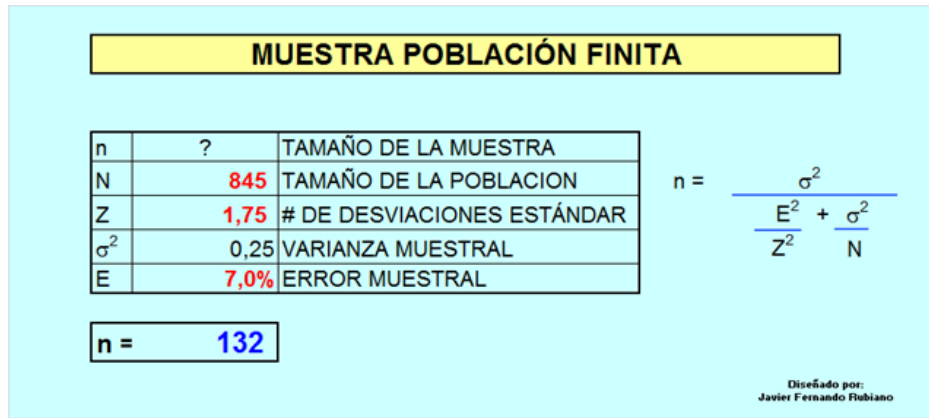 MUESTRA POBLACIÓN FINITA
n ? TAMAÑO DE LA MUESTRA
N 845 TAMAÑO DE LA POBLACION
Z 1,75 # DE DESVIACIONES ESTÁNDAR
σ² 0,25 VARIANZA MUESTRAL
E 7,0% ERROR MUESTRAL
n = σ²
E² + σ²
Z² N
n = 132
Diseñado por:
Javier Fernando Rubiano